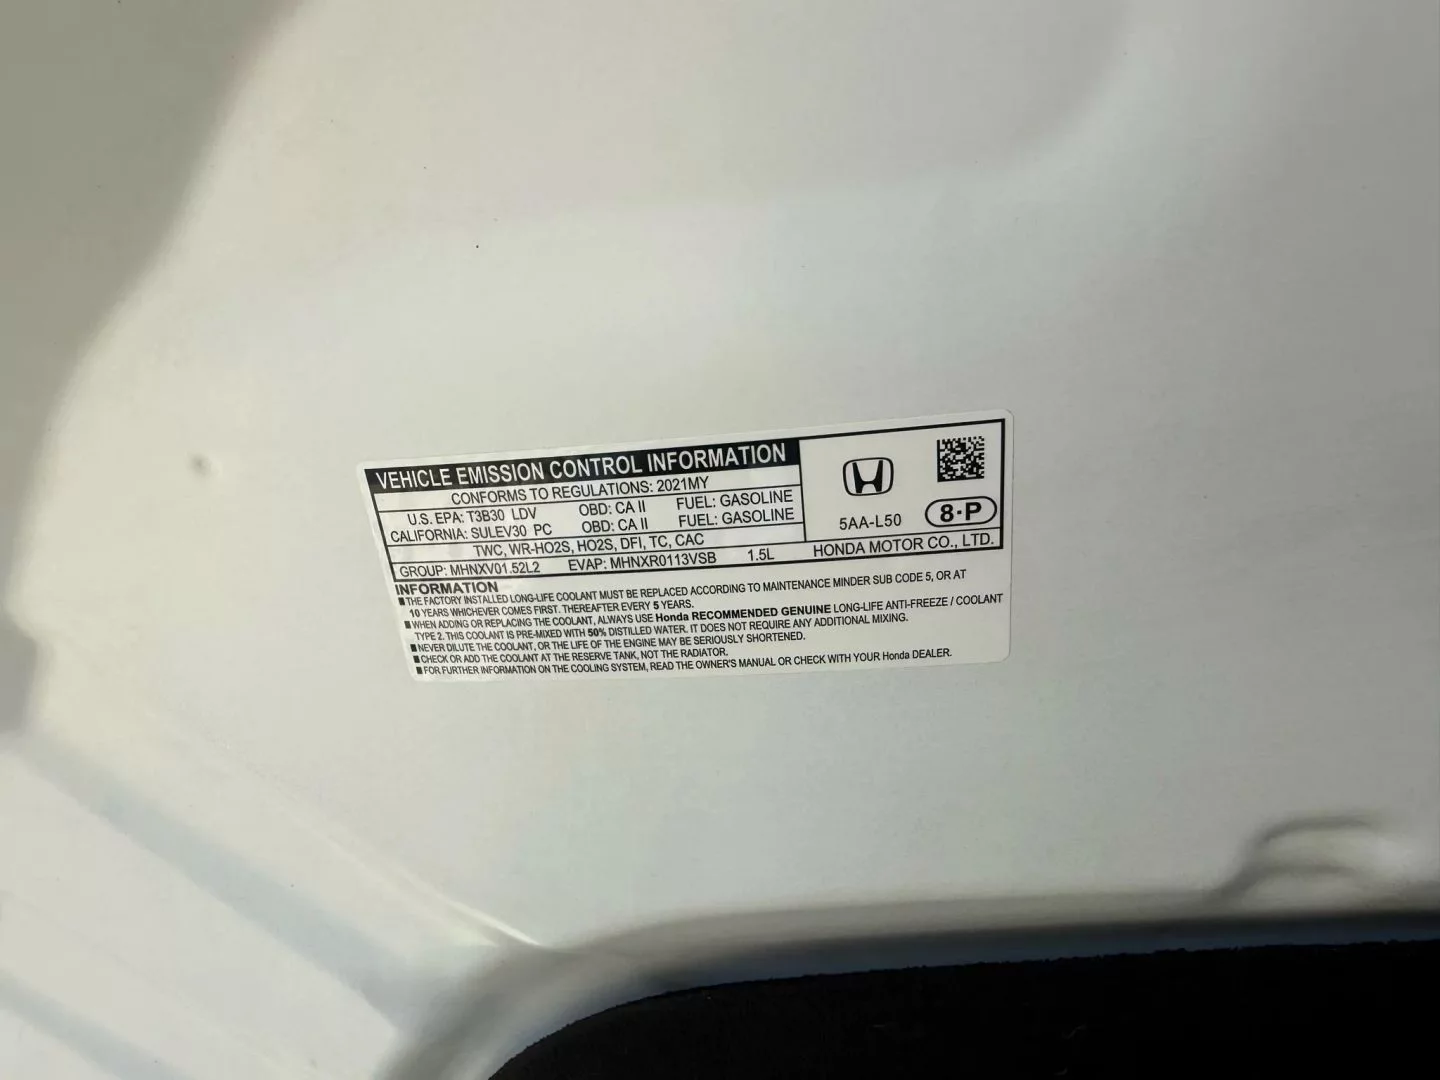 VEHICLE EMISSION CONTROL INFORMATION
CONFORMS TO REGULATIONS: 2021MY
U.S. EPA: T3B30 LDV OBD: CA II FUEL: GASOLINE
CALIFORNIA: SULEV30 PC OBD: CA II FUEL: GASOLINE
TWC, WR-HO2S, HO2S, DFI, TC, CAC
GROUP: MHNXV01.52L2 EVAP: MHNXR0113VSB 1.5L
5AA-L50 8·P
HONDA MOTOR CO., LTD.
INFORMATION
■THE FACTORY INSTALLED LONG-LIFE COOLANT MUST BE REPLACED ACCORDING TO MAINTENANCE MINDER SUB CODE 5, OR AT
10 YEARS WHICHEVER COMES FIRST. THEREAFTER EVERY 5 YEARS.
■WHEN ADDING OR REPLACING THE COOLANT, ALWAYS USE Honda RECOMMENDED GENUINE LONG-LIFE ANTI-FREEZE / COOLANT
TYPE 2. THIS COOLANT IS PRE-MIXED WITH 50% DISTILLED WATER. IT DOES NOT REQUIRE ANY ADDITIONAL MIXING.
■NEVER DILUTE THE COOLANT, OR THE LIFE OF THE ENGINE MAY BE SERIOUSLY SHORTENED.
■CHECK OR ADD THE COOLANT AT THE RESERVE TANK, NOT THE RADIATOR.
■FOR FURTHER INFORMATION ON THE COOLING SYSTEM, READ THE OWNER'S MANUAL OR CHECK WITH YOUR Honda DEALER.